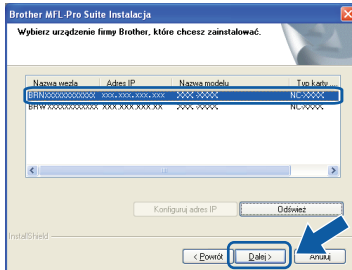 Brother MFL-Pro Suite Instalacja
Wybierz urządzenie firmy Brother, które chcesz zainstalować.
Nazwa węzła Adres IP Nazwa modelu Typ karty ...
BRNXXXXXXXXXXXX xxx.xxx.xxx.xxx XXX-XXXX NC-XXXX
BRWXXXXXXXXXXXX XXX.XXX.XXX.XX XXX-XXXX NC-XXXX
Konfiguruj adres IP Odśwież
InstallShield
< Powrót Dalej > Anuluj